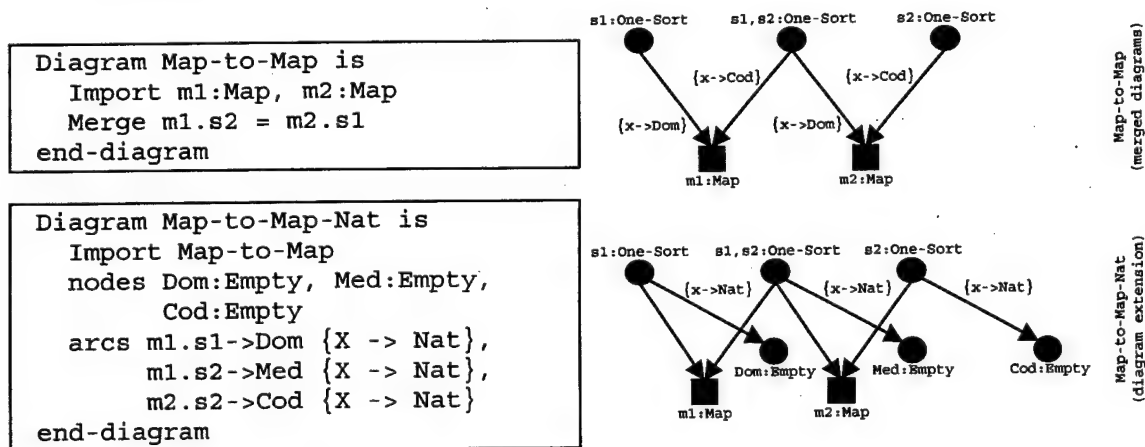 Diagram Map-to-Map is
Import m1:Map, m2:Map
Merge m1.s2 = m2.s1
end-diagram
s1:One-Sort s1,s2:One-Sort s2:One-Sort
{x->Cod} {x->Cod}
{x->Dom} {x->Dom}
m1:Map m2:Map
Map-to-Map
(merged diagrams)
Diagram Map-to-Map-Nat is
Import Map-to-Map
nodes Dom:Empty, Med:Empty,
Cod:Empty
arcs m1.s1->Dom {X -> Nat},
m1.s2->Med {X -> Nat},
m2.s2->Cod {X -> Nat}
end-diagram
s1:One-Sort s1,s2:One-Sort s2:One-Sort
{x->Nat} {x->Nat} {x->Nat}
Dom:Empty Med:Empty Cod:Empty
m1:Map m2:Map
Map-to-Map-Nat
(diagram extension)